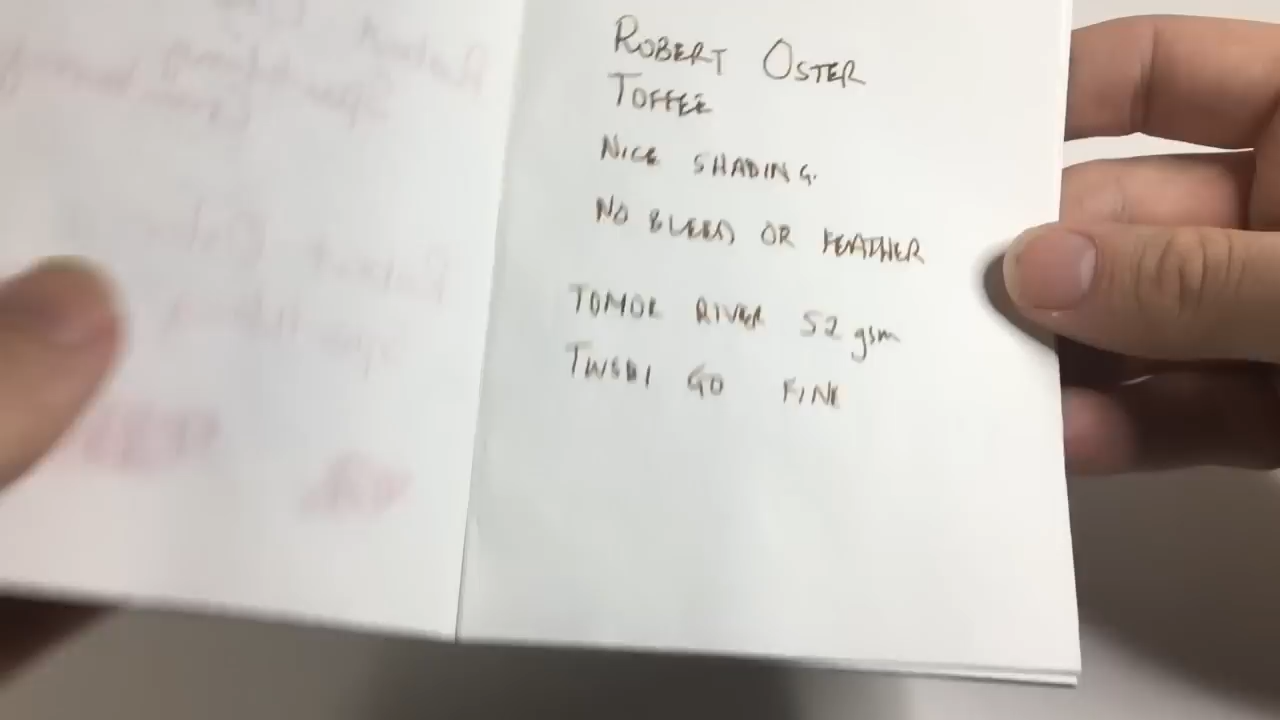 ROBERT OSTER
TOFFEE
NICE SHADING.
NO BLEED OR FEATHER
TOMOE RIVER 52 gsm
TWSBI GO FINE